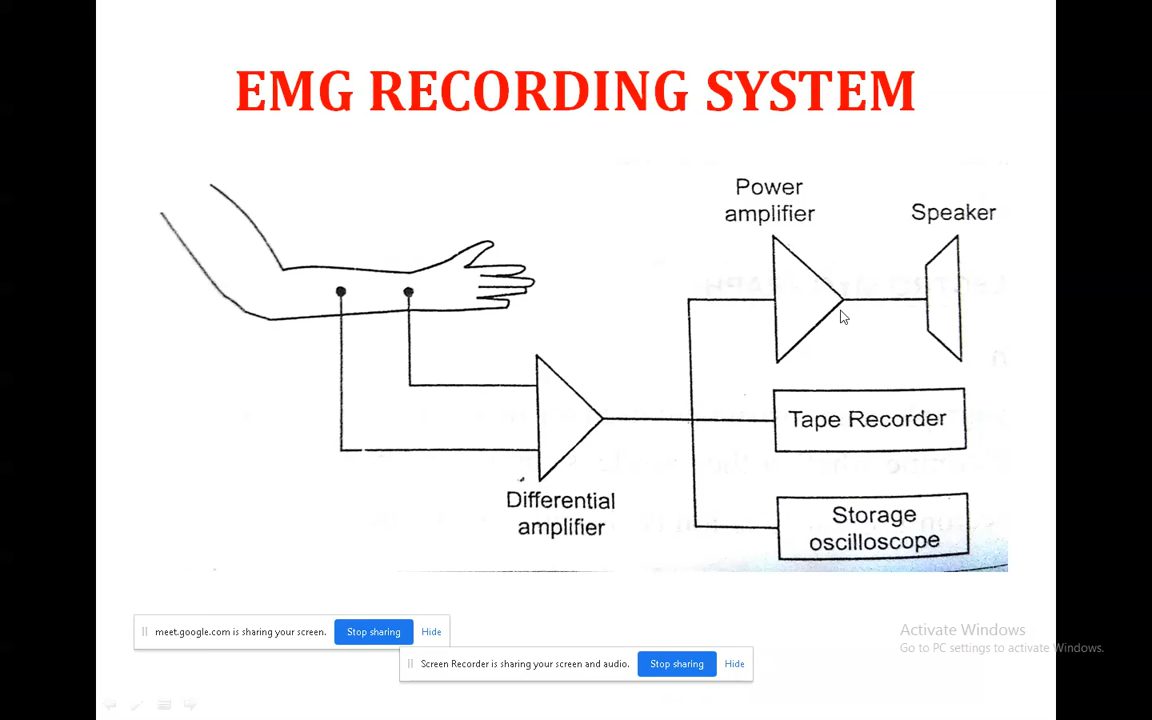 EMG RECORDING SYSTEM
Power
amplifier
Speaker
Tape Recorder
Differential
amplifier
Storage
oscilloscope
meet.google.com is sharing your screen.
Stop sharing
Hide
Screen Recorder is sharing your screen and audio.
Stop sharing
Hide
Activate Windows
Go to PC settings to activate Windows.